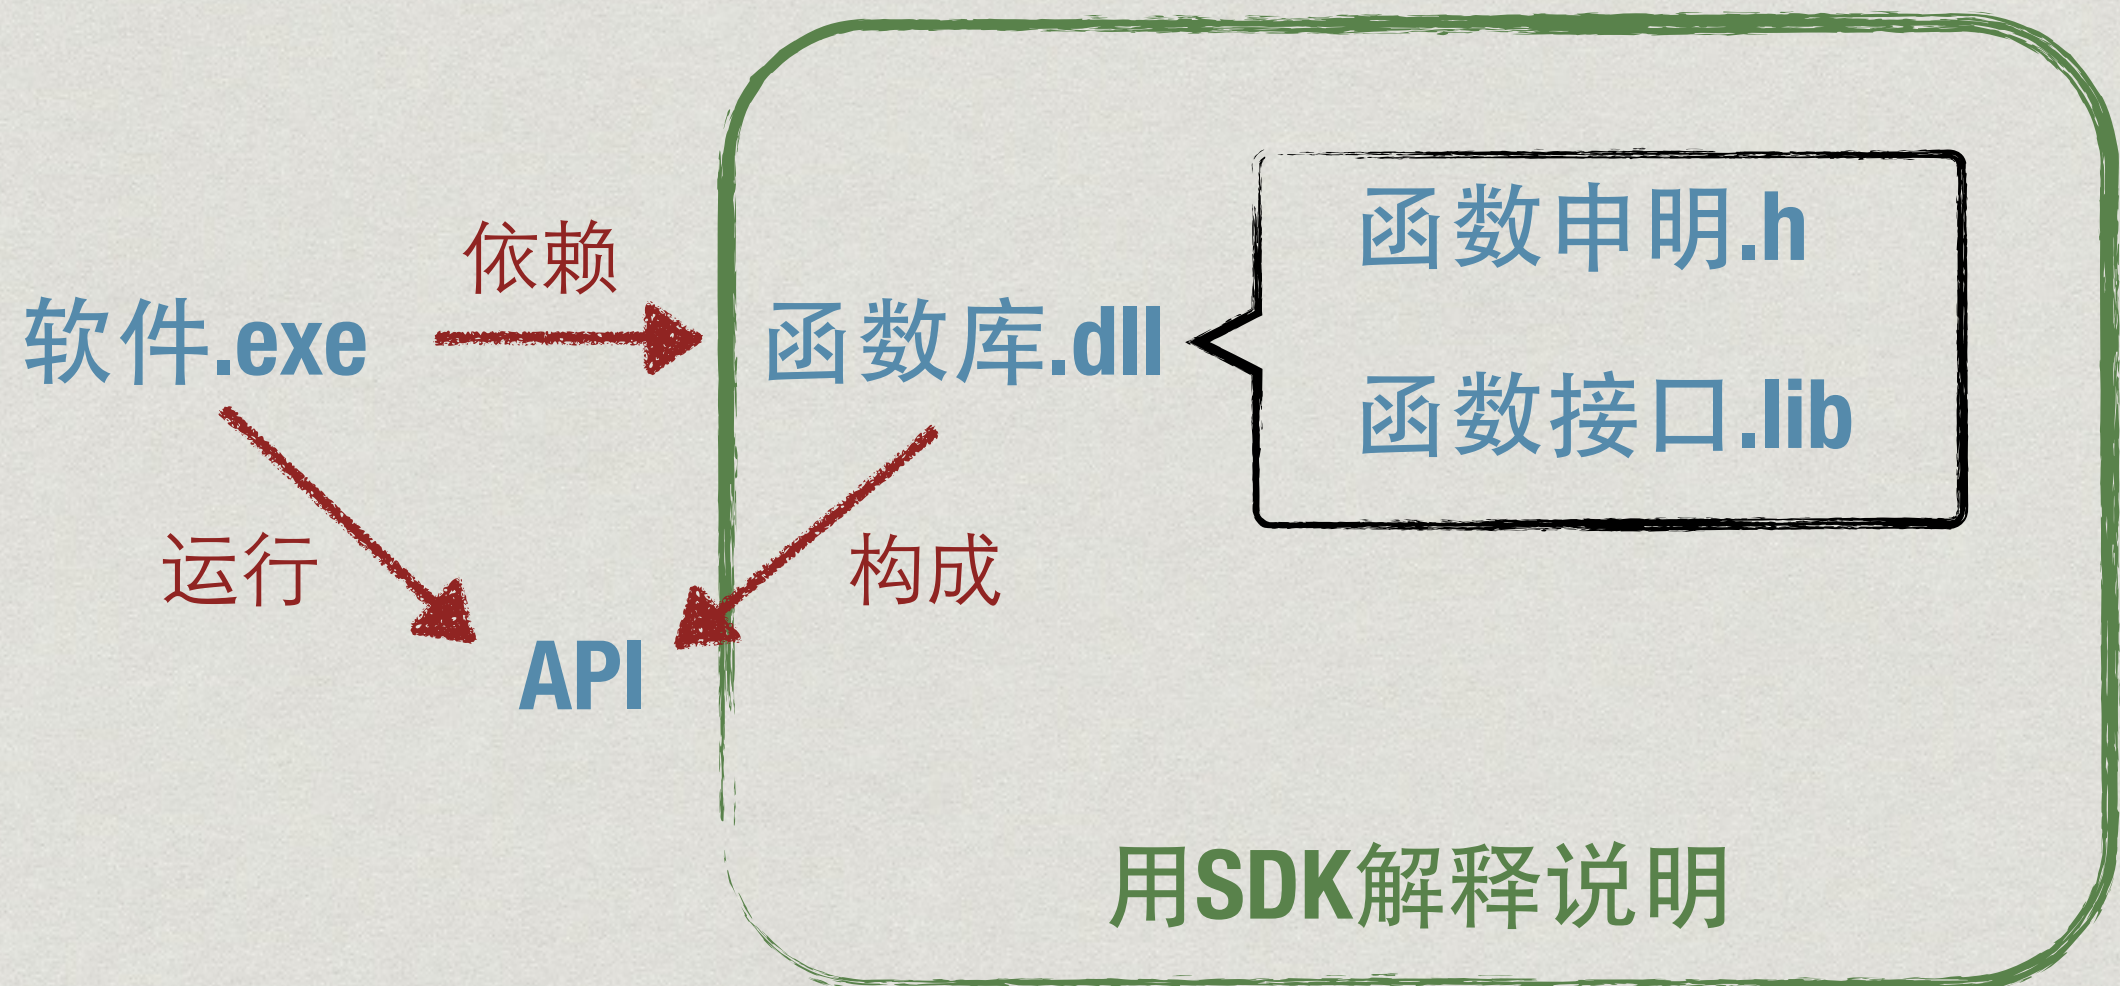 函数申明.h
依赖
软件.exe
函数库.dll
函数接口.lib
运行
构成
API
用SDK解释说明